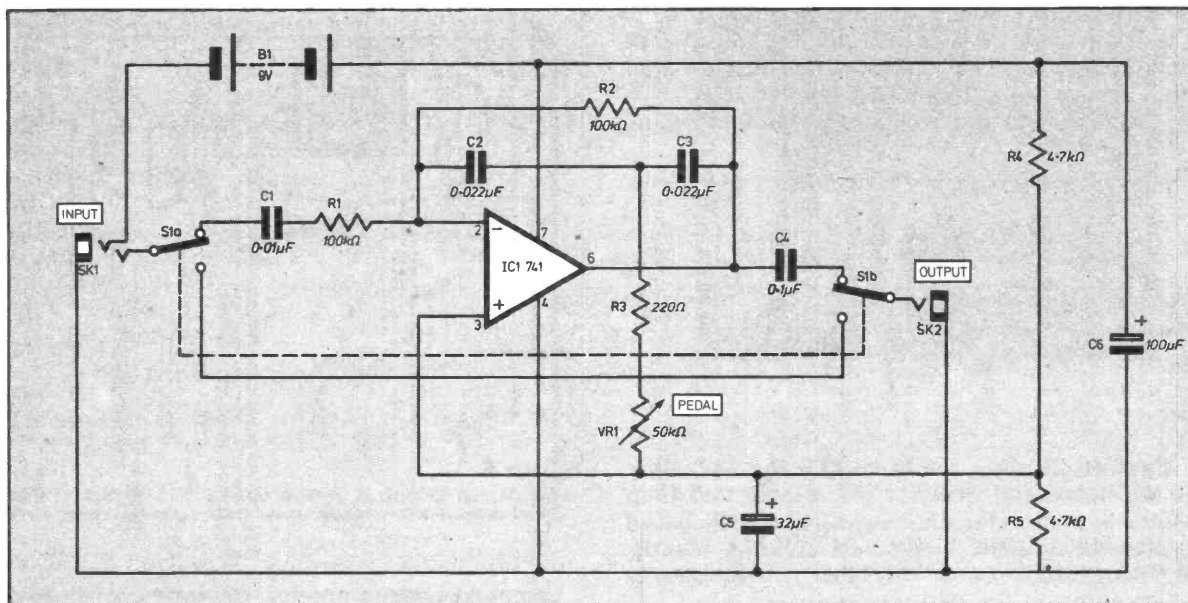 B1
9V
R2
100kΩ
C2
0·022µF
C3
0·022µF
R4
4·7kΩ
INPUT
S1a
C1
0·01µF
R1
100kΩ
SK1
2
−
7
IC1 741
6
4
+
3
C4
0·1µF
S1b
OUTPUT
SK2
R3
220Ω
+
C6
100µF
PEDAL
VR1
50kΩ
+
C5
32µF
R5
4·7kΩ